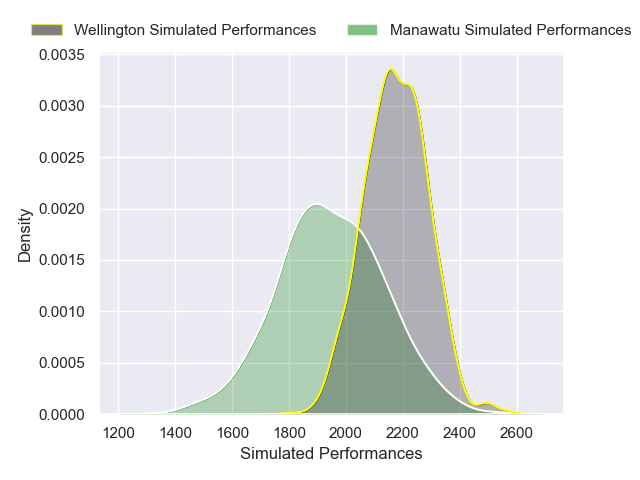 Wellington Simulated Performances
Manawatu Simulated Performances
0.0035
0.0030
0.0025
0.0020
0.0015
0.0010
0.0005
0.0000
Density
1200 1400 1600 1800 2000 2200 2400 2600
Simulated Performances